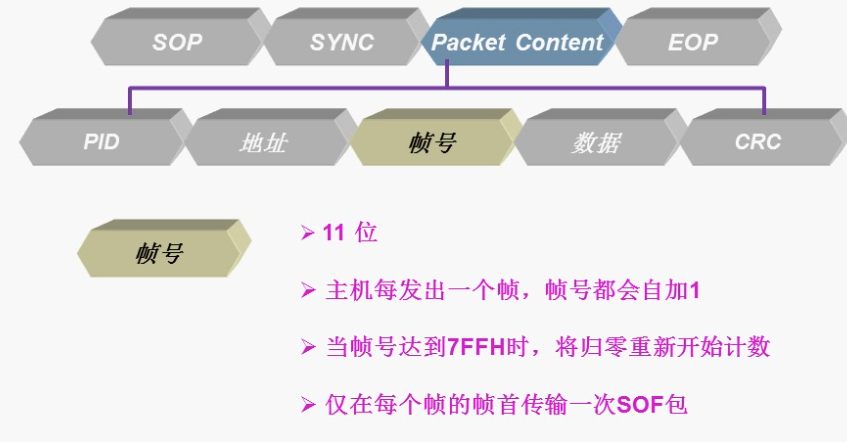 SOP SYNC Packet Content EOP
PID 地址 帧号 数据 CRC
帧号
➢ 11 位
➢ 主机每发出一个帧，帧号都会自加1
➢ 当帧号达到7FFH时，将归零重新开始计数
➢ 仅在每个帧的帧首传输一次SOF包